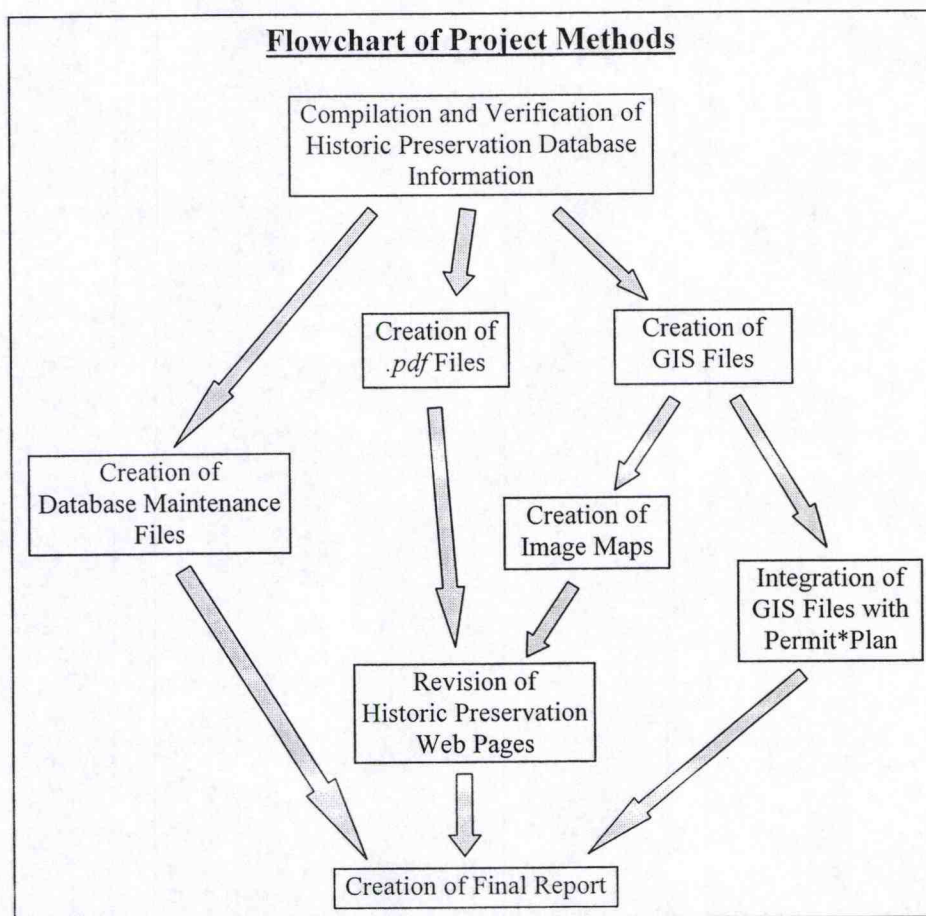 Flowchart of Project Methods
Compilation and Verification of
Historic Preservation Database
Information
Creation of
.pdf Files
Creation of
GIS Files
Creation of
Database Maintenance
Files
Creation of
Image Maps
Integration of
GIS Files with
Permit*Plan
Revision of
Historic Preservation
Web Pages
Creation of Final Report